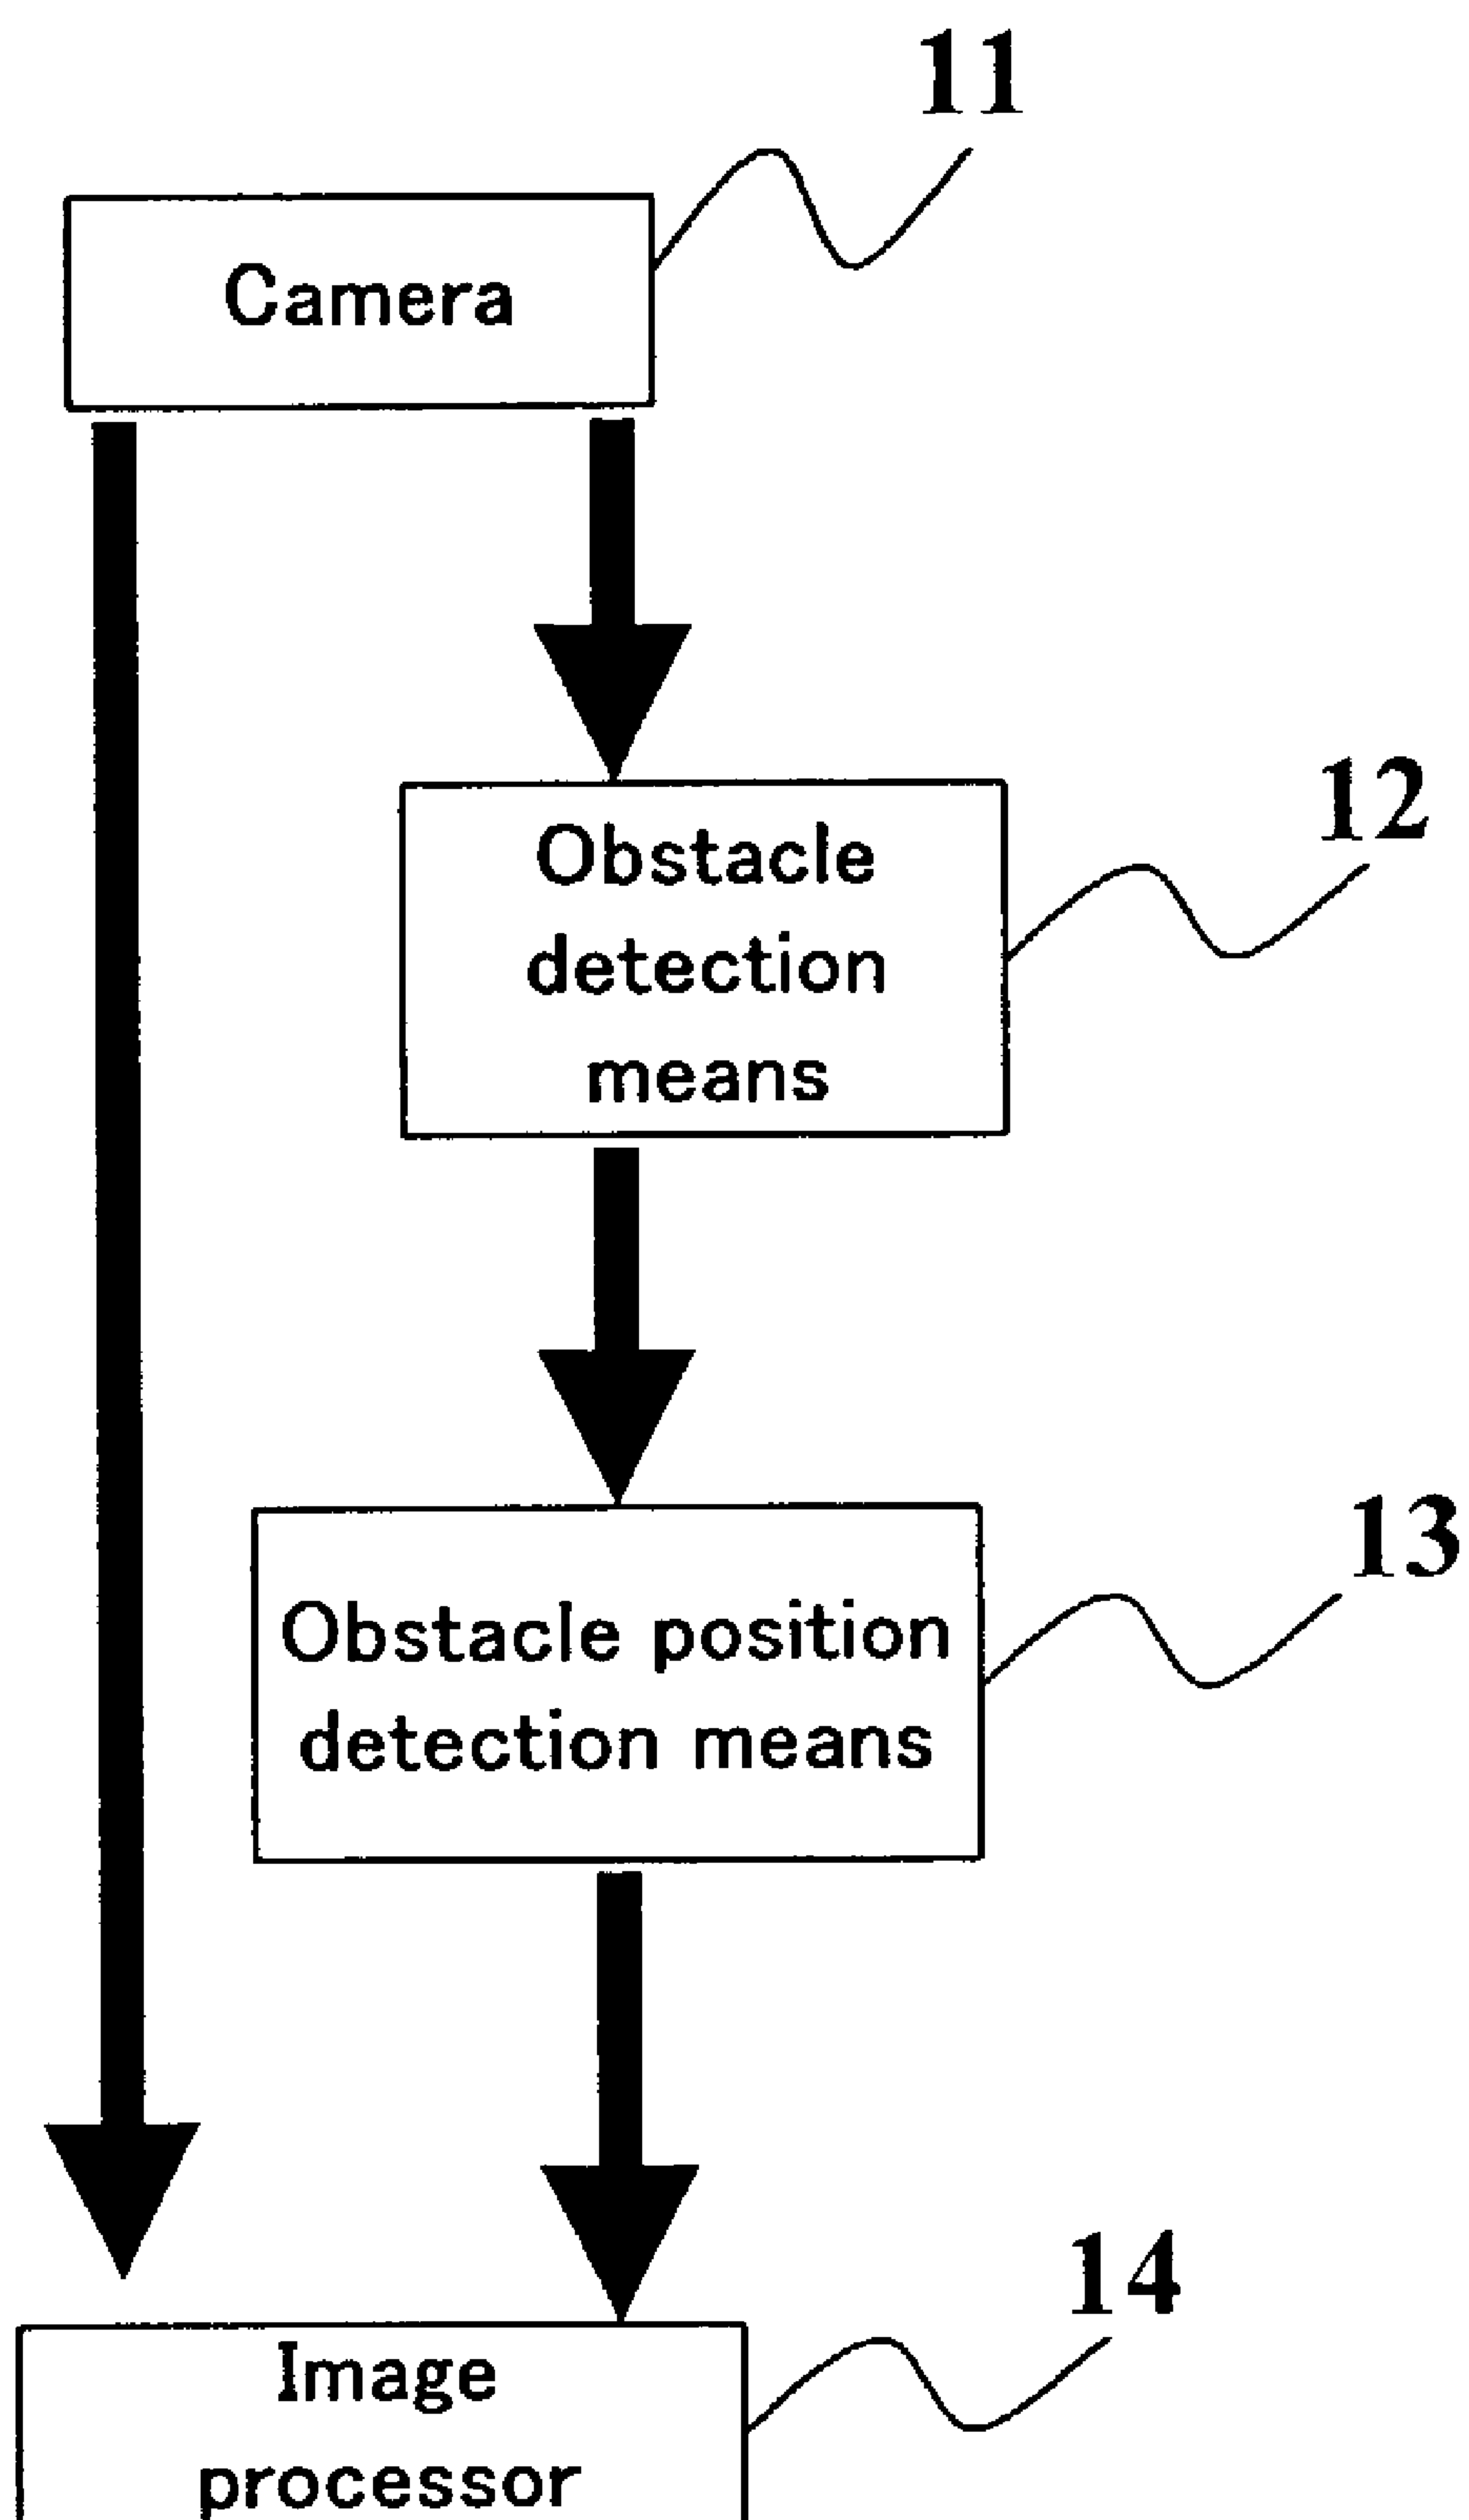 11
Camera
12
Obstacle
detection
means
13
Obstacle position
detection means
14
Image
processor